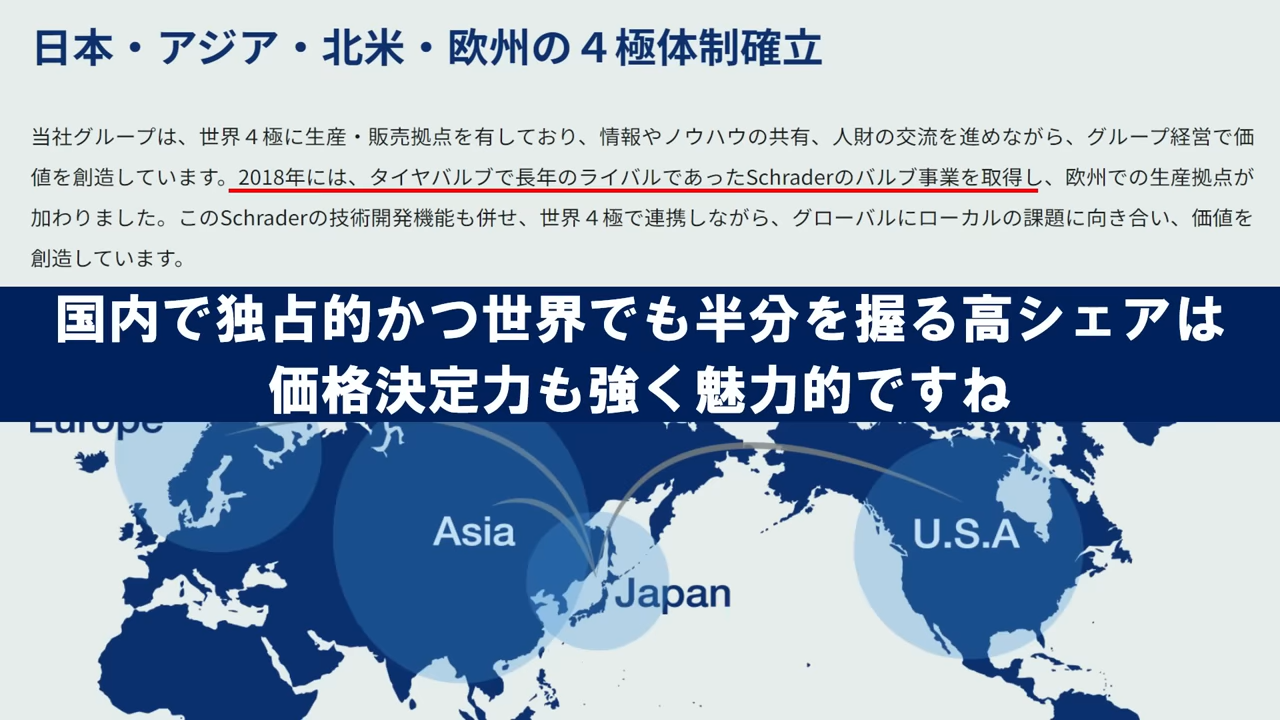 日本・アジア・北米・欧州の４極体制確立
当社グループは、世界４極に生産・販売拠点を有しており、情報やノウハウの共有、人財の交流を進めながら、グループ経営で価
値を創造しています。2018年には、タイヤバルブで長年のライバルであったSchraderのバルブ事業を取得し、欧州での生産拠点が
加わりました。このSchraderの技術開発機能も併せ、世界４極で連携しながら、グローバルにローカルの課題に向き合い、価値を
創造しています。
国内で独占的かつ世界でも半分を握る高シェアは
価格決定力も強く魅力的ですね
Europe
Asia
U.S.A
Japan